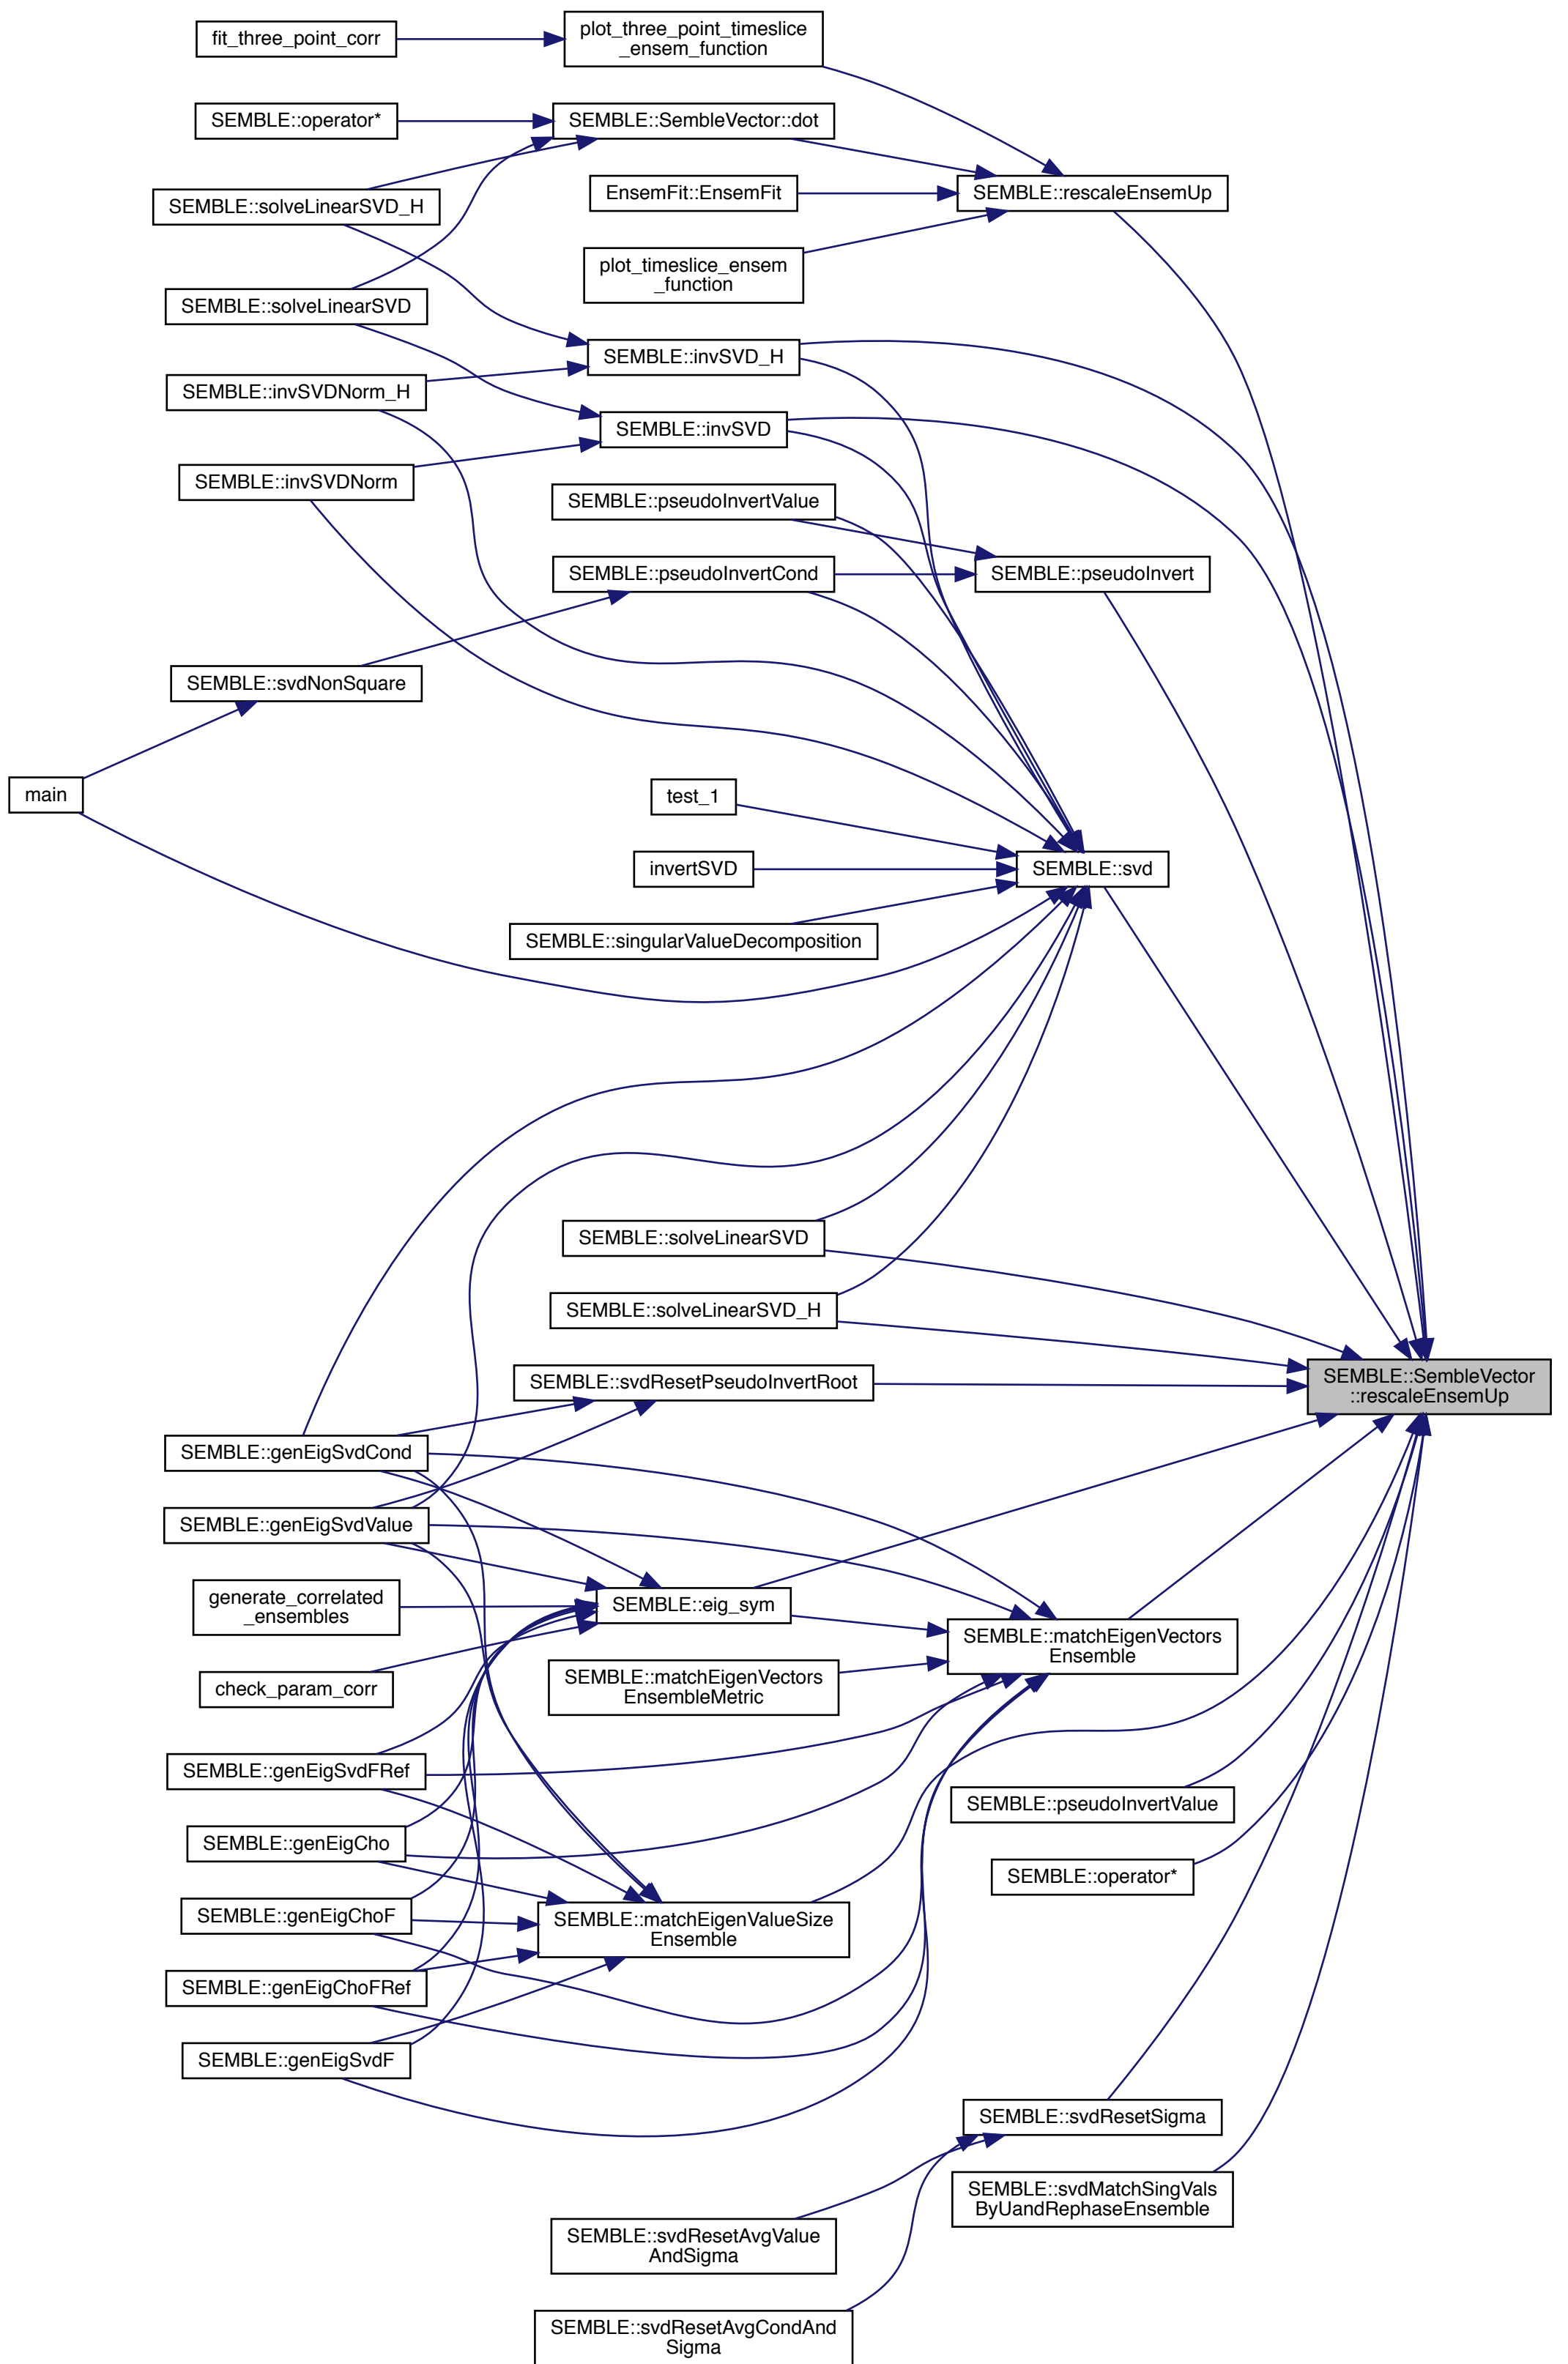 fit_three_point_corr
plot_three_point_timeslice
_ensem_function
SEMBLE::operator*
SEMBLE::SembleVector::dot
SEMBLE::solveLinearSVD_H
EnsemFit::EnsemFit
SEMBLE::rescaleEnsemUp
plot_timeslice_ensem
_function
SEMBLE::solveLinearSVD
SEMBLE::invSVD_H
SEMBLE::invSVDNorm_H
SEMBLE::invSVD
SEMBLE::invSVDNorm
SEMBLE::pseudoInvertValue
SEMBLE::pseudoInvertCond
SEMBLE::pseudoInvert
SEMBLE::svdNonSquare
main
test_1
invertSVD
SEMBLE::svd
SEMBLE::singularValueDecomposition
SEMBLE::solveLinearSVD
SEMBLE::solveLinearSVD_H
SEMBLE::svdResetPseudoInvertRoot
SEMBLE::SembleVector
::rescaleEnsemUp
SEMBLE::genEigSvdCond
SEMBLE::genEigSvdValue
generate_correlated
_ensembles
SEMBLE::eig_sym
SEMBLE::matchEigenVectors
Ensemble
check_param_corr
SEMBLE::matchEigenVectors
EnsembleMetric
SEMBLE::genEigSvdFRef
SEMBLE::pseudoInvertValue
SEMBLE::genEigCho
SEMBLE::operator*
SEMBLE::genEigChoF
SEMBLE::matchEigenValueSize
Ensemble
SEMBLE::genEigChoFRef
SEMBLE::genEigSvdF
SEMBLE::svdResetSigma
SEMBLE::svdMatchSingVals
ByUandRephaseEnsemble
SEMBLE::svdResetAvgValue
AndSigma
SEMBLE::svdResetAvgCondAnd
Sigma